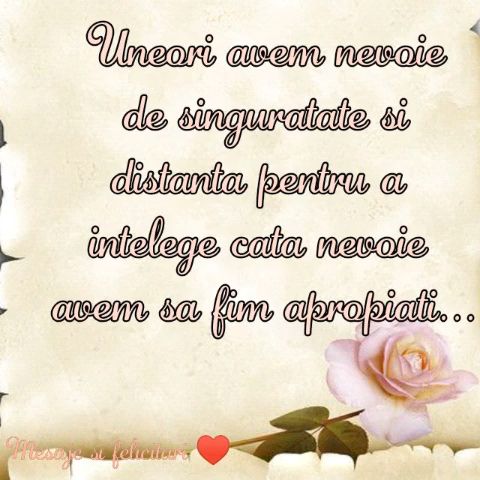 Uneori avem nevoie
de singuratate si
distanta pentru a
intelege cata nevoie
avem sa fim apropiati...
Mesaje si felicitari ❤️